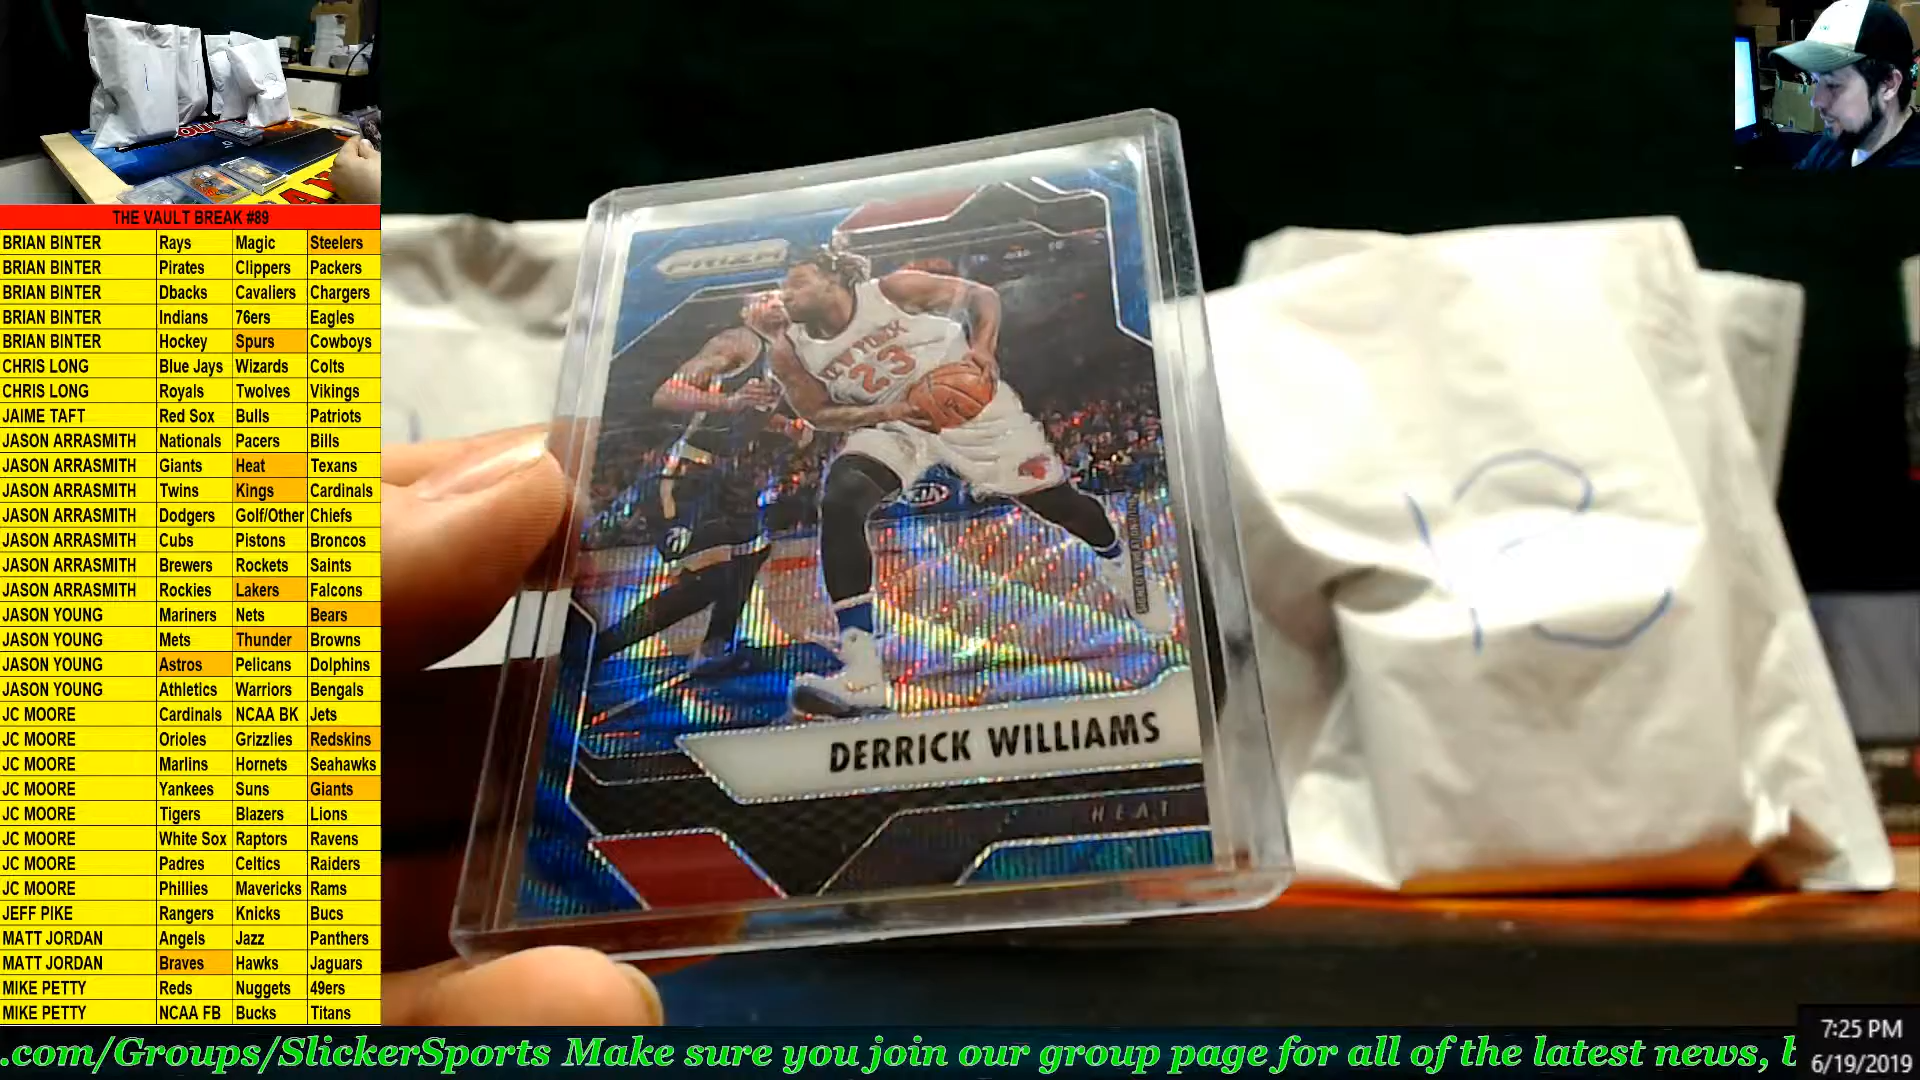 THE VAULT BREAK #89
BRIAN BINTER Rays Magic Steelers
BRIAN BINTER Pirates Clippers Packers
BRIAN BINTER Dbacks Cavaliers Chargers
BRIAN BINTER Indians 76ers Eagles
BRIAN BINTER Hockey Spurs Cowboys
CHRIS LONG Blue Jays Wizards Colts
CHRIS LONG Royals Twolves Vikings
JAIME TAFT Red Sox Bulls Patriots
JASON ARRASMITH Nationals Pacers Bills
JASON ARRASMITH Giants Heat Texans
JASON ARRASMITH Twins Kings Cardinals
JASON ARRASMITH Dodgers Golf/Other Chiefs
JASON ARRASMITH Cubs Pistons Broncos
JASON ARRASMITH Brewers Rockets Saints
JASON ARRASMITH Rockies Lakers Falcons
JASON YOUNG Mariners Nets Bears
JASON YOUNG Mets Thunder Browns
JASON YOUNG Astros Pelicans Dolphins
JASON YOUNG Athletics Warriors Bengals
JC MOORE Cardinals NCAA BK Jets
JC MOORE Orioles Grizzlies Redskins
JC MOORE Marlins Hornets Seahawks
JC MOORE Yankees Suns Giants
JC MOORE Tigers Blazers Lions
JC MOORE White Sox Raptors Ravens
JC MOORE Padres Celtics Raiders
JC MOORE Phillies Mavericks Rams
JEFF PIKE Rangers Knicks Bucs
MATT JORDAN Angels Jazz Panthers
MATT JORDAN Braves Hawks Jaguars
MIKE PETTY Reds Nuggets 49ers
MIKE PETTY NCAA FB Bucks Titans
PRIZM
NEW YORK
23
KIA
DERRICK WILLIAMS
HEAT
.com/Groups/SlickerSports Make sure you join our group page for all of the latest news, b
7:25 PM
6/19/2019